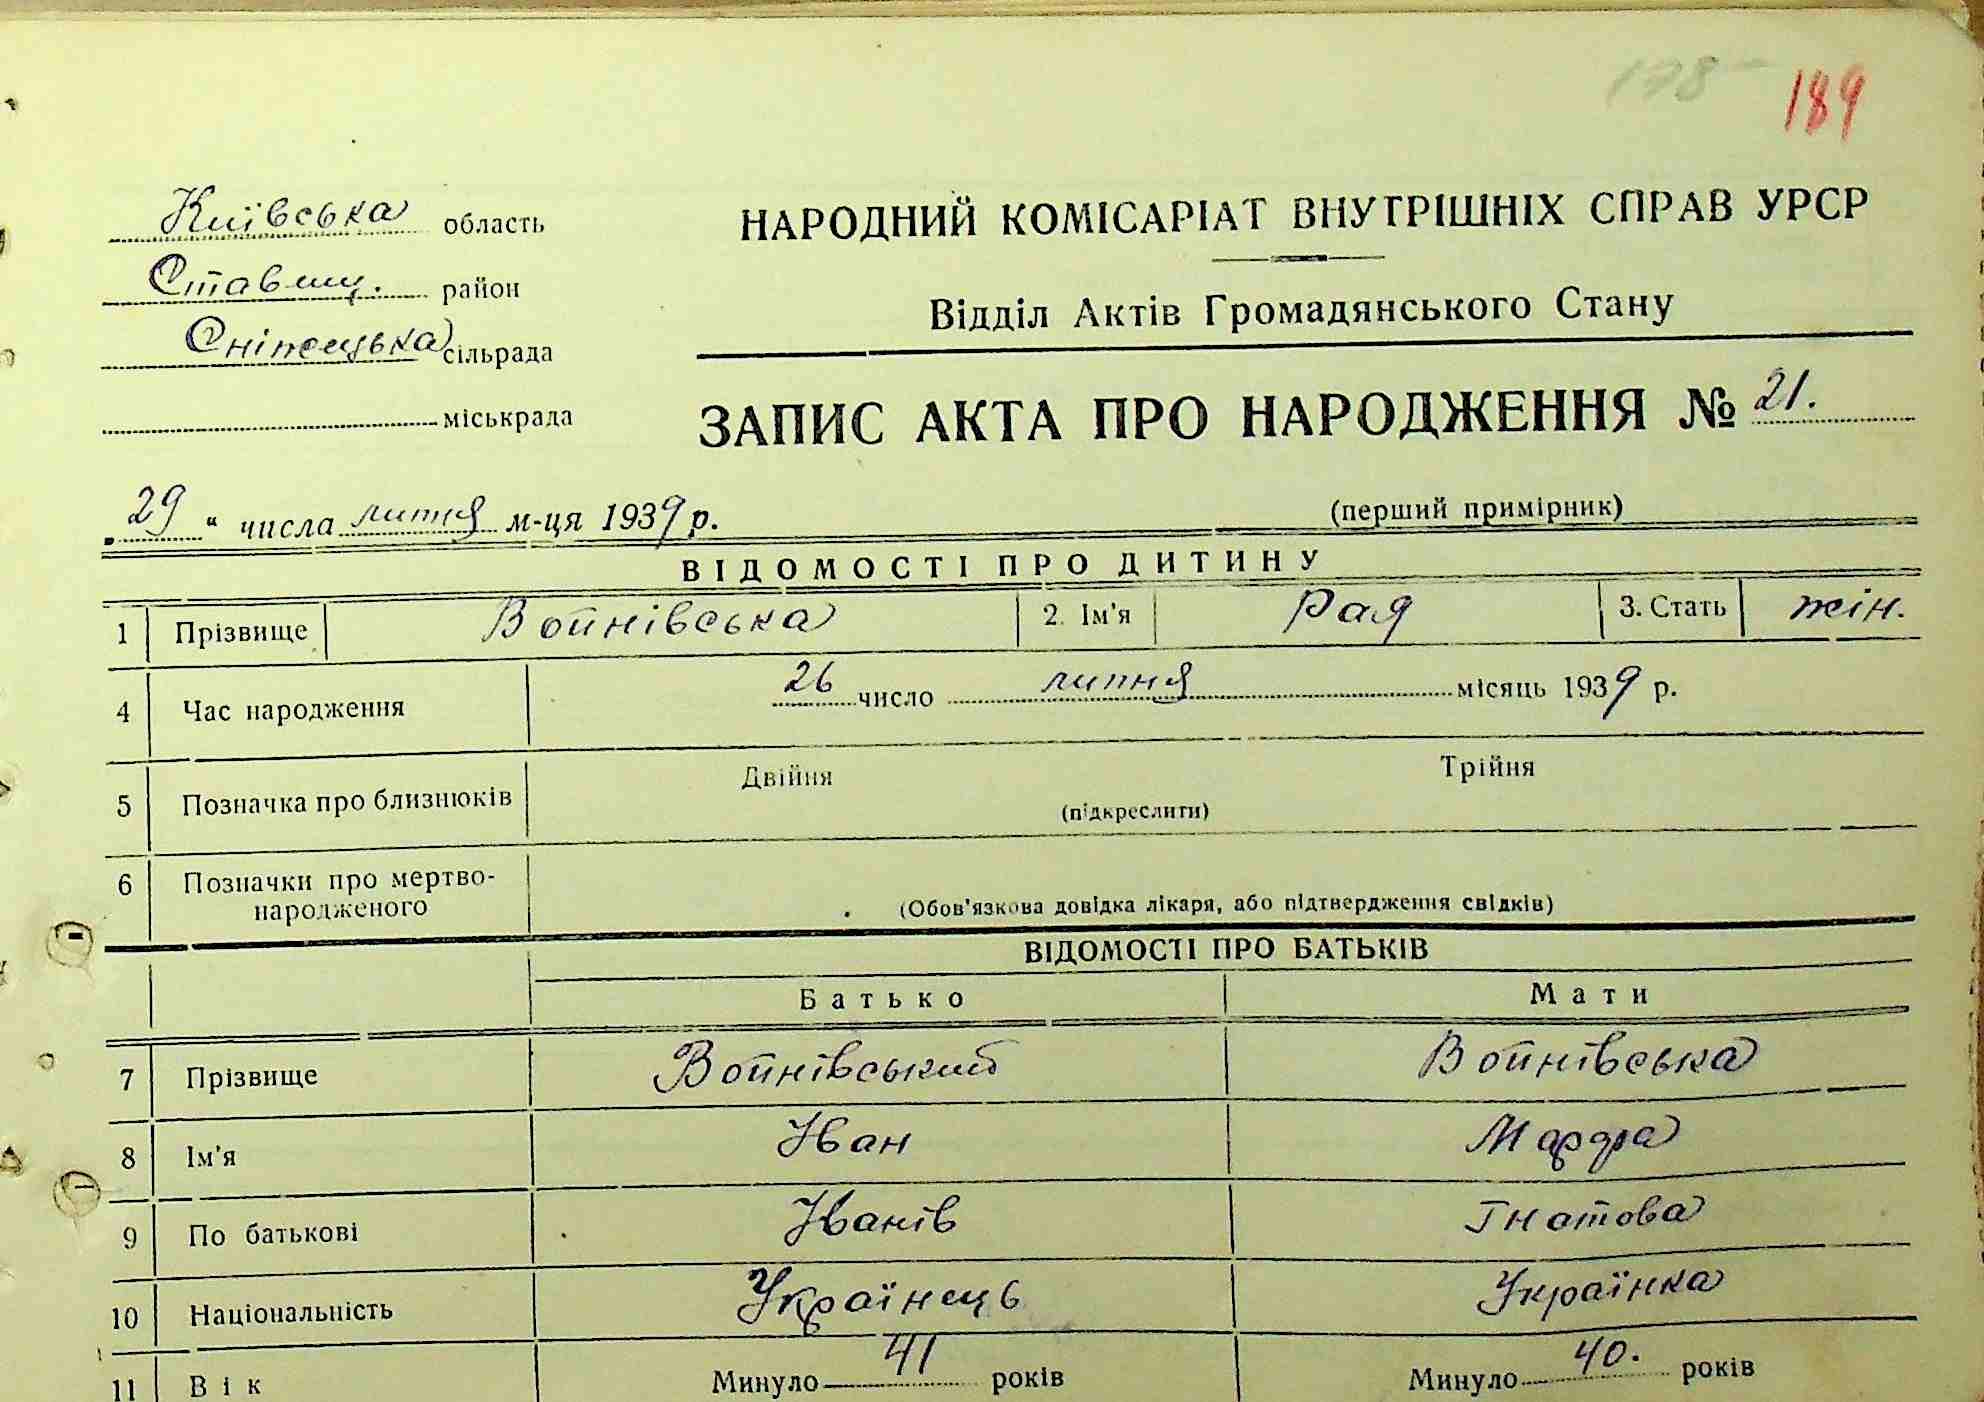 178
189
Київська область
Ставищ. район
Сніжецька сільрада
міськрада
НАРОДНИЙ КОМІСАРІАТ ВНУТРІШНІХ СПРАВ УРСР
Відділ Актів Громадянського Стану
ЗАПИС АКТА ПРО НАРОДЖЕННЯ № 21.
„29“ числа липня м-ця 1939 р.
(перший примірник)
ВІДОМОСТІ ПРО ДИТИНУ
1 Прізвище Войнівська 2. Ім'я Рая 3. Стать жін.
4 Час народження 26 число липня місяць 1939 р.
5 Позначка про близнюків Двійня Трійня
(підкреслити)
6 Позначки про мертво-
народженого
(Обов'язкова довідка лікаря, або підтвердження свідків)
ВІДОМОСТІ ПРО БАТЬКІВ
Батько Мати
7 Прізвище Войнівський Войнівська
8 Ім'я Іван Марфа
9 По батькові Іванів Гнатова
10 Національність Українець Українка
11 Вік Минуло 41 років Минуло 40. років